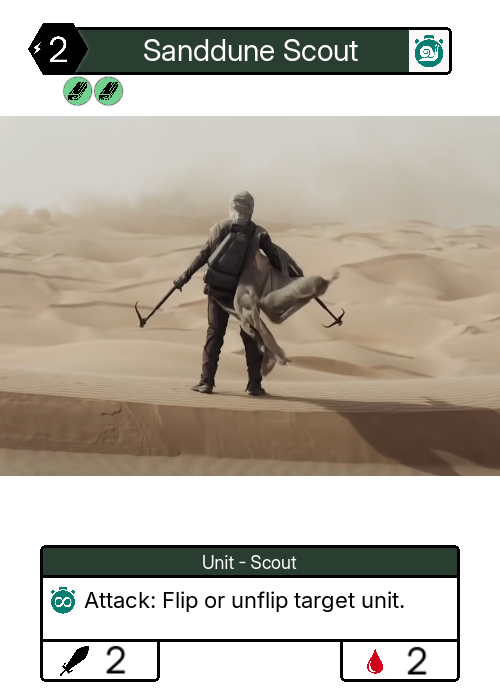 2
Sanddune Scout
Unit - Scout
Attack: Flip or unflip target unit.
2
2